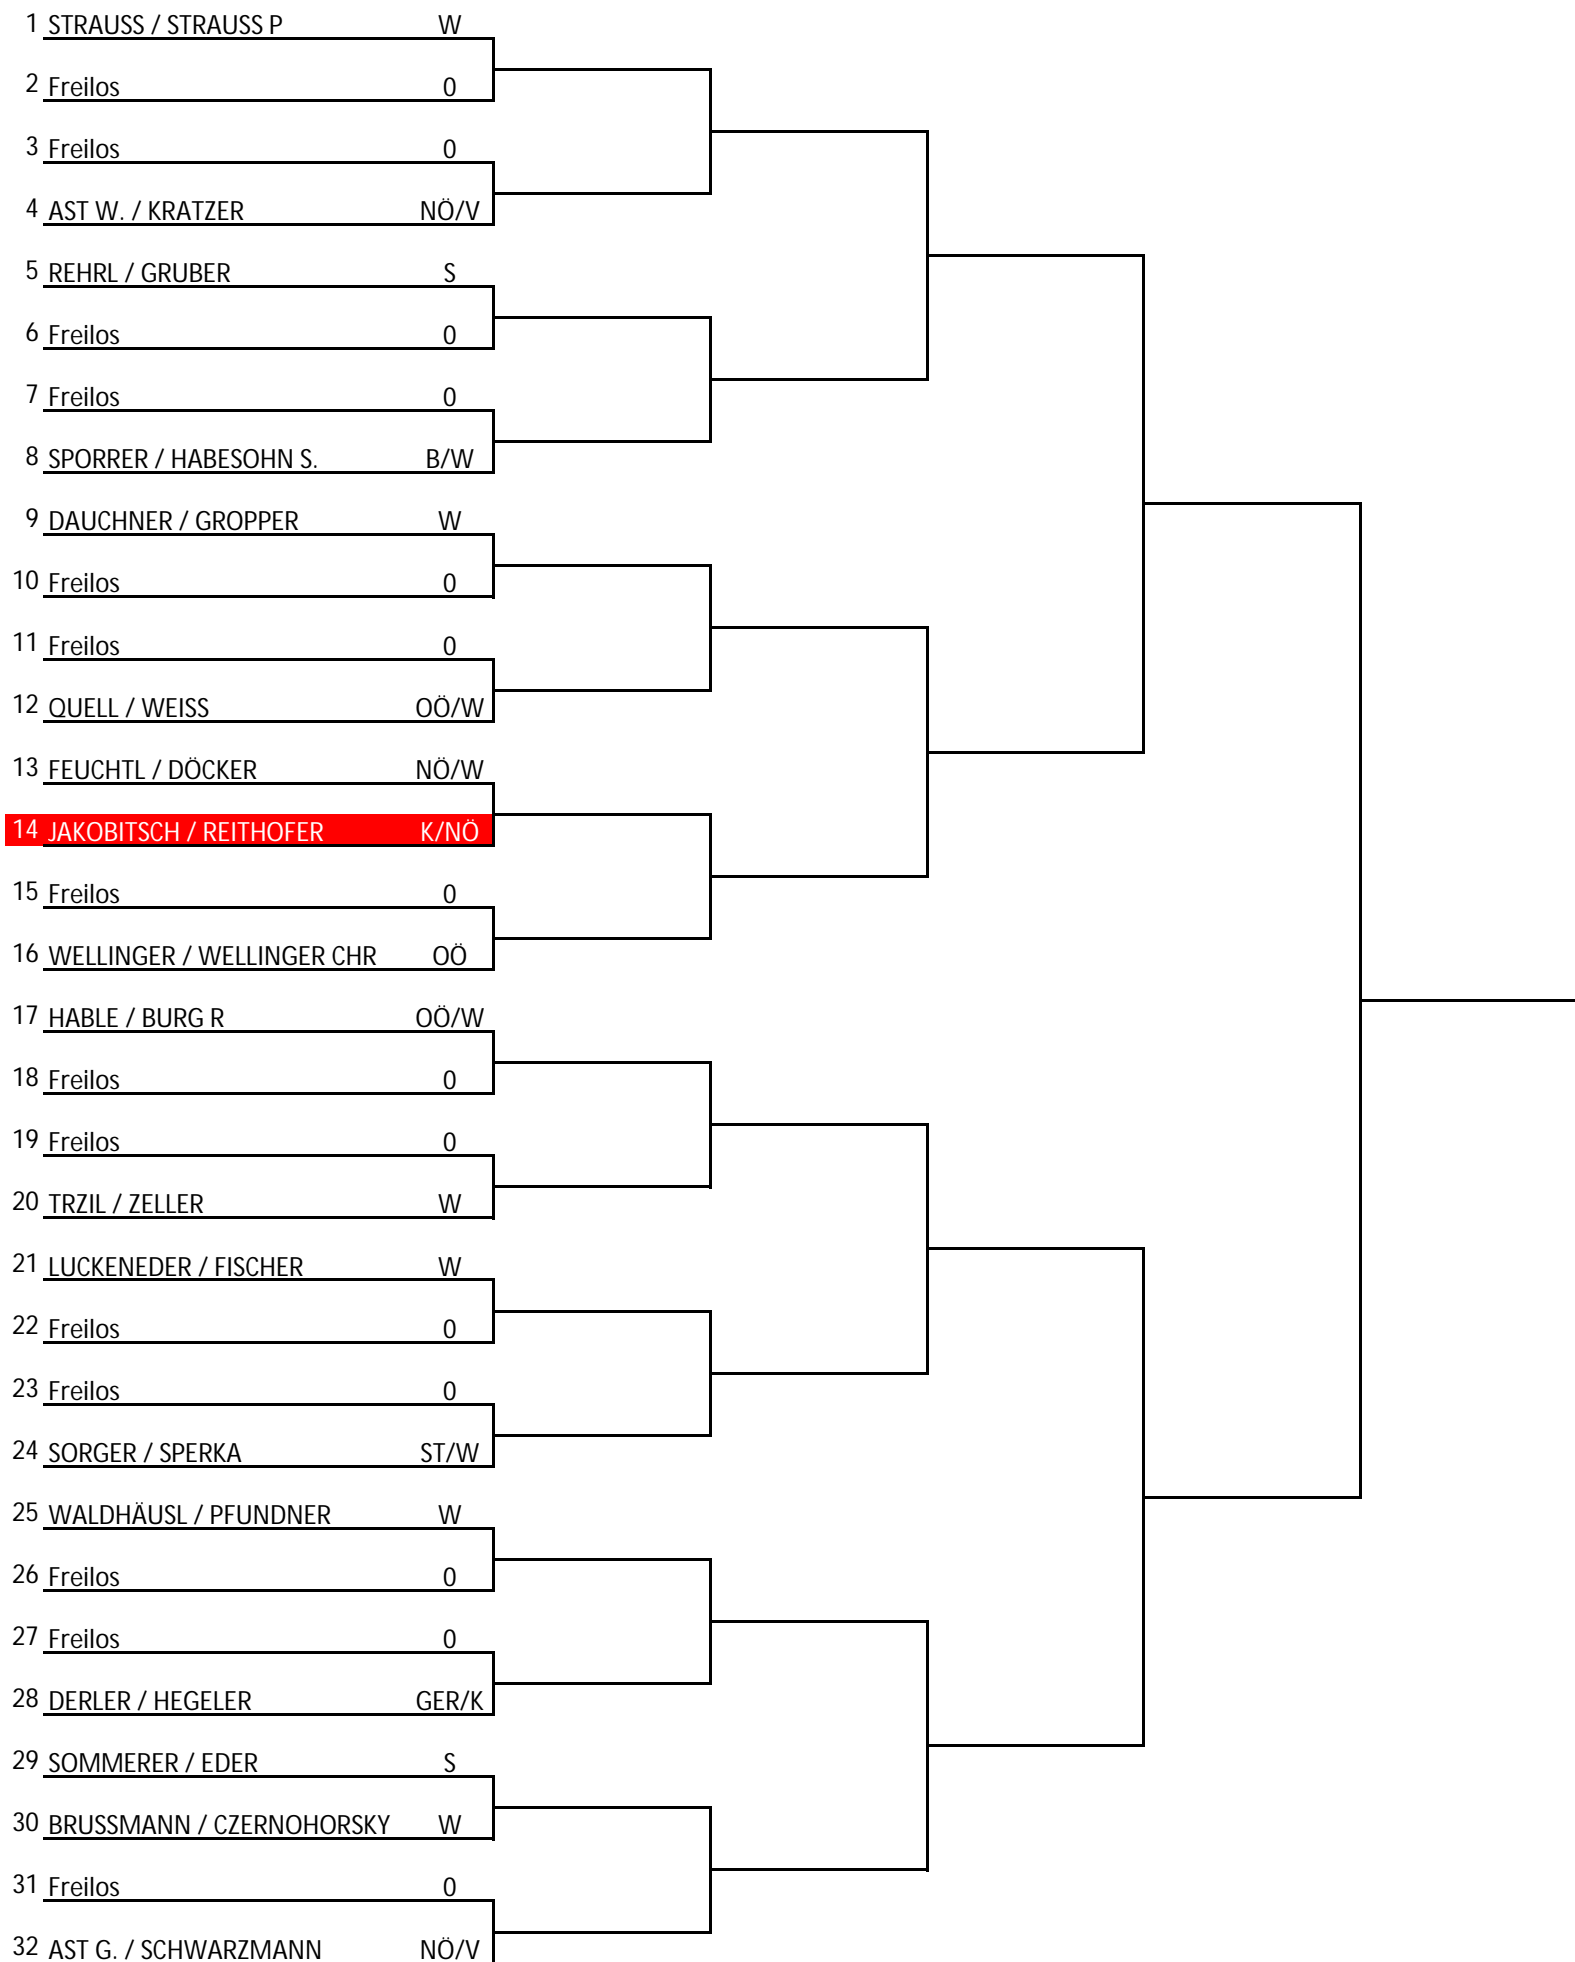 1 STRAUSS / STRAUSS P W
2 Freilos 0
3 Freilos 0
4 AST W. / KRATZER NÖ/V
5 REHRL / GRUBER S
6 Freilos 0
7 Freilos 0
8 SPORRER / HABESOHN S. B/W
9 DAUCHNER / GROPPER W
10 Freilos 0
11 Freilos 0
12 QUELL / WEISS OÖ/W
13 FEUCHTL / DÖCKER NÖ/W
14 JAKOBITSCH / REITHOFER K/NÖ
15 Freilos 0
16 WELLINGER / WELLINGER CHR OÖ
17 HABLE / BURG R OÖ/W
18 Freilos 0
19 Freilos 0
20 TRZIL / ZELLER W
21 LUCKENEDER / FISCHER W
22 Freilos 0
23 Freilos 0
24 SORGER / SPERKA ST/W
25 WALDHÄUSL / PFUNDNER W
26 Freilos 0
27 Freilos 0
28 DERLER / HEGELER GER/K
29 SOMMERER / EDER S
30 BRUSSMANN / CZERNOHORSKY W
31 Freilos 0
32 AST G. / SCHWARZMANN NÖ/V